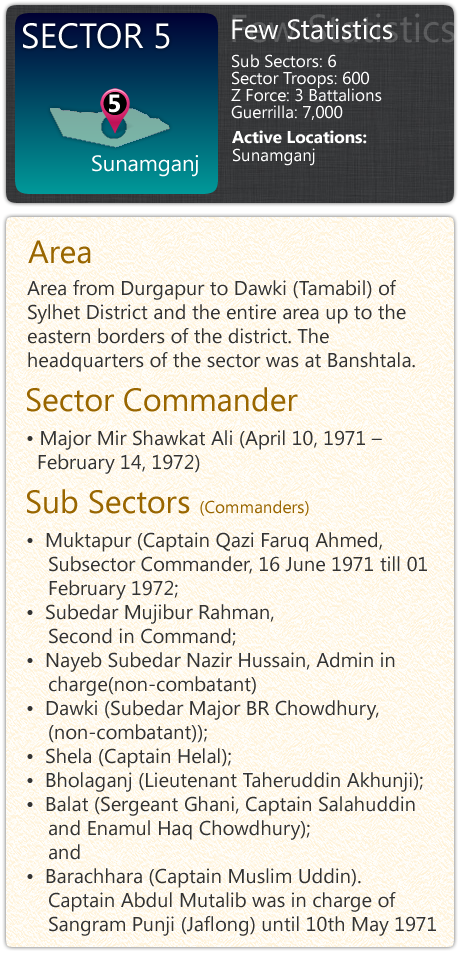 SECTOR 5
5
Sunamganj
Few Statistics
Few Statistics
Sub Sectors: 6
Sector Troops: 600
Z Force: 3 Battalions
Guerrilla: 7,000
Active Locations:
Sunamganj
Area
Area from Durgapur to Dawki (Tamabil) of
Sylhet District and the entire area up to the
eastern borders of the district. The
headquarters of the sector was at Banshtala.
Sector Commander
• Major Mir Shawkat Ali (April 10, 1971 –
February 14, 1972)
Sub Sectors (Commanders)
• Muktapur (Captain Qazi Faruq Ahmed,
Subsector Commander, 16 June 1971 till 01
February 1972;
• Subedar Mujibur Rahman,
Second in Command;
• Nayeb Subedar Nazir Hussain, Admin in
charge(non-combatant)
• Dawki (Subedar Major BR Chowdhury,
(non-combatant));
• Shela (Captain Helal);
• Bholaganj (Lieutenant Taheruddin Akhunji);
• Balat (Sergeant Ghani, Captain Salahuddin
and Enamul Haq Chowdhury);
and
• Barachhara (Captain Muslim Uddin).
Captain Abdul Mutalib was in charge of
Sangram Punji (Jaflong) until 10th May 1971